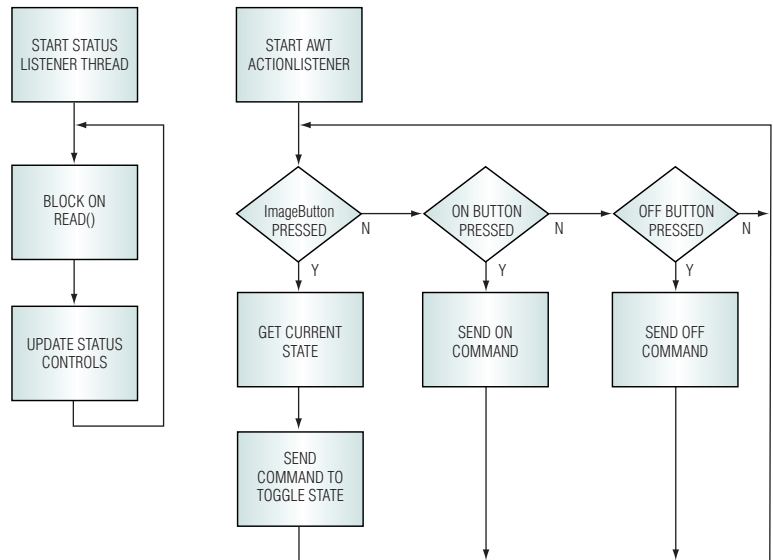 START STATUS
LISTENER THREAD
BLOCK ON
READ()
UPDATE STATUS
CONTROLS
START AWT
ACTIONLISTENER
ImageButton
PRESSED
N
Y
ON BUTTON
PRESSED
N
Y
OFF BUTTON
PRESSED
N
Y
GET CURRENT
STATE
SEND ON
COMMAND
SEND OFF
COMMAND
SEND
COMMAND TO
TOGGLE STATE